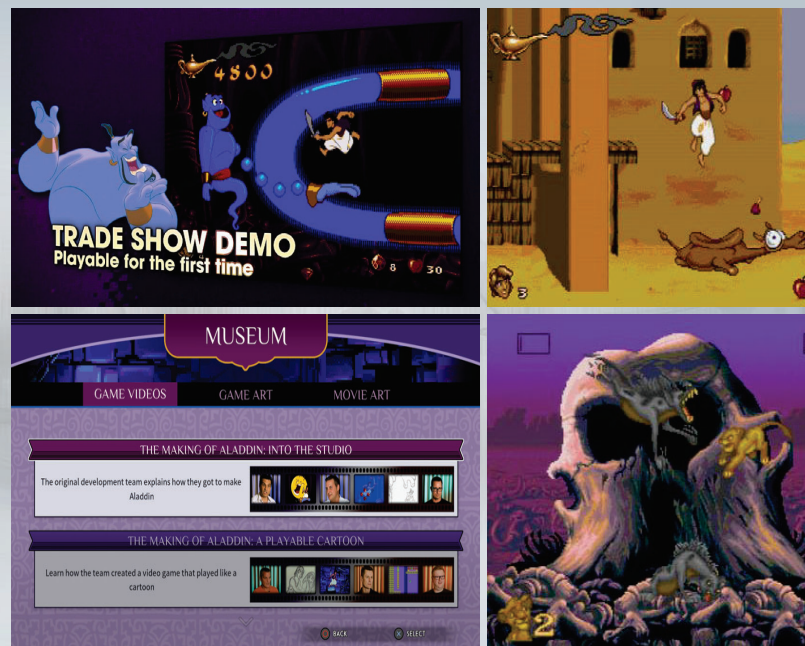 4800
TRADE SHOW DEMO
Playable for the first time
8 30
3
MUSEUM
GAME VIDEOS GAME ART MOVIE ART
THE MAKING OF ALADDIN: INTO THE STUDIO
The original development team explains how they got to make
Aladdin
THE MAKING OF ALADDIN: A PLAYABLE CARTOON
Learn how the team created a video game that played like a
cartoon
BACK SELECT
2